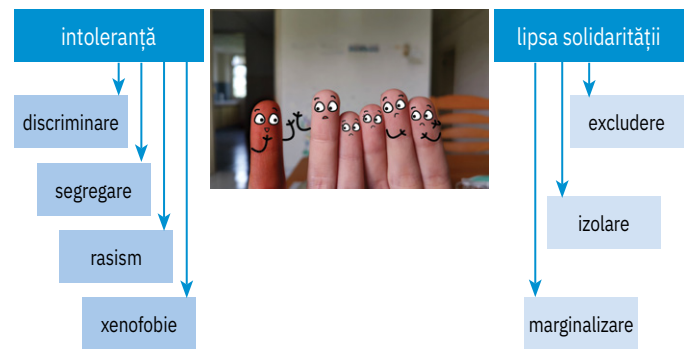 intoleranță
discriminare
segregare
rasism
xenofobie
lipsa solidarității
excludere
izolare
marginalizare